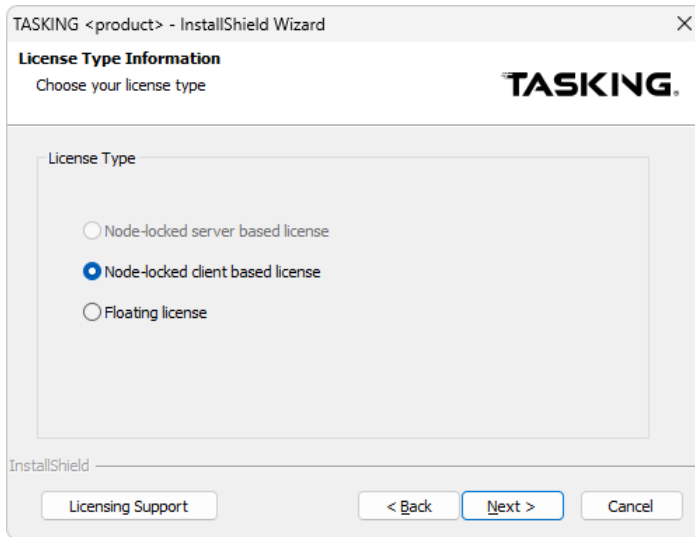 TASKING <product> - InstallShield Wizard
License Type Information
Choose your license type
TASKING®
License Type
Node-locked server based license
Node-locked client based license
Floating license
InstallShield
Licensing Support
< Back
Next >
Cancel